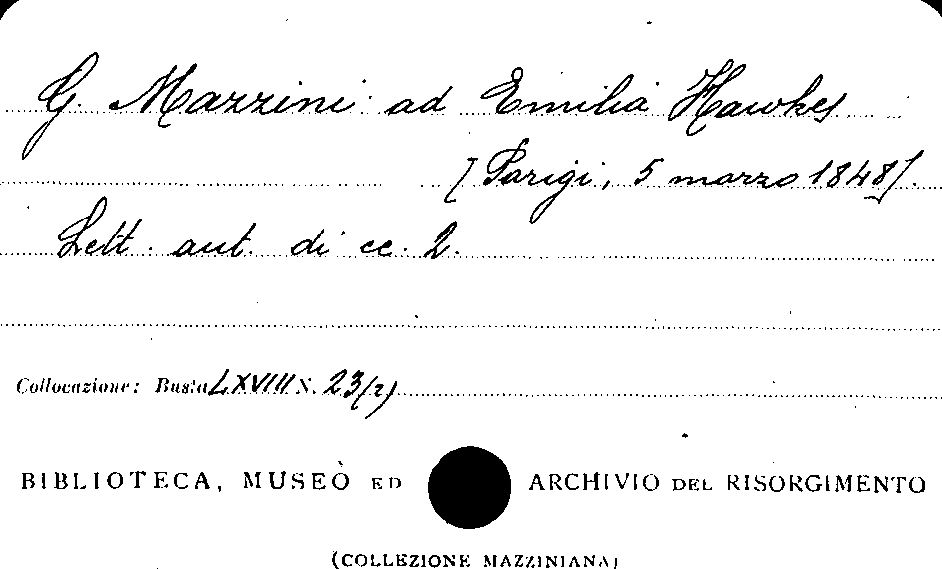 G. Mazzini ad Emilia Hawkes
[Parigi, 5 marzo 1848].
Lett. aut. di cc. 2.
Collocazione: Busta LXVIII N. 23(2)
BIBLIOTECA, MUSEO ED ARCHIVIO DEL RISORGIMENTO
(COLLEZIONE MAZZINIANA)